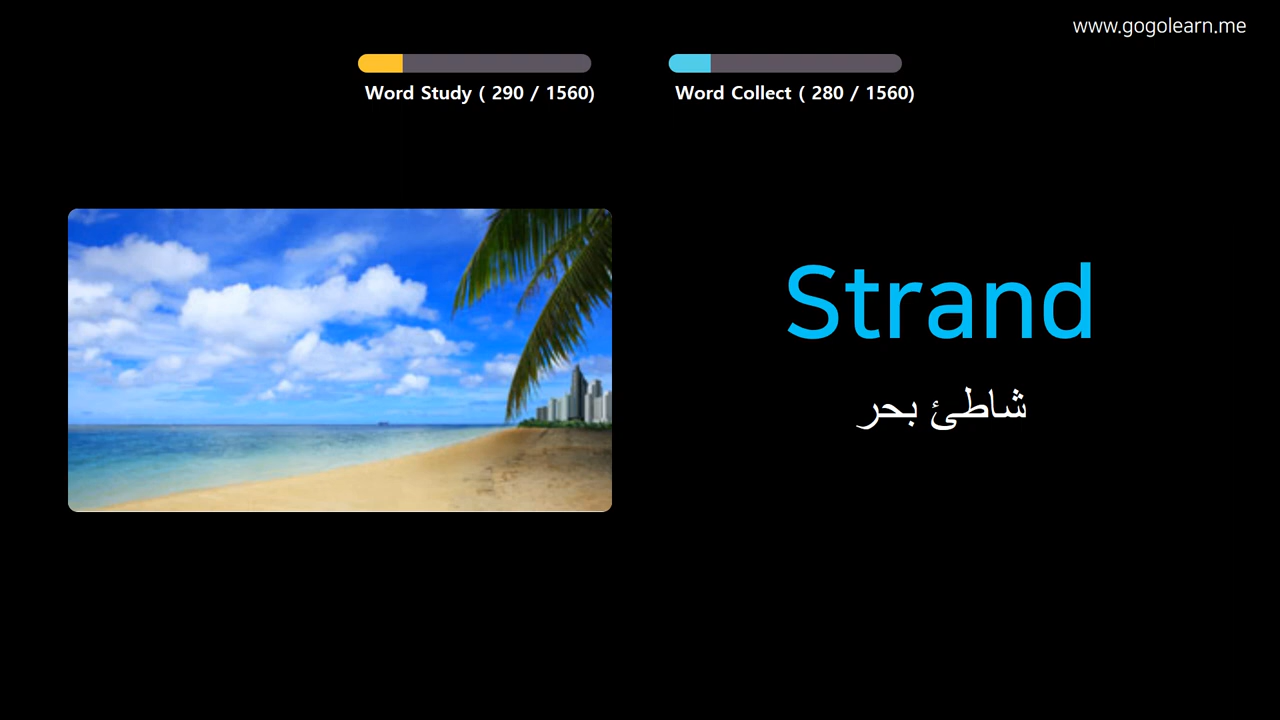 www.gogolearn.me
Word Study ( 290 / 1560)
Word Collect ( 280 / 1560)
Strand
شاطئ بحر